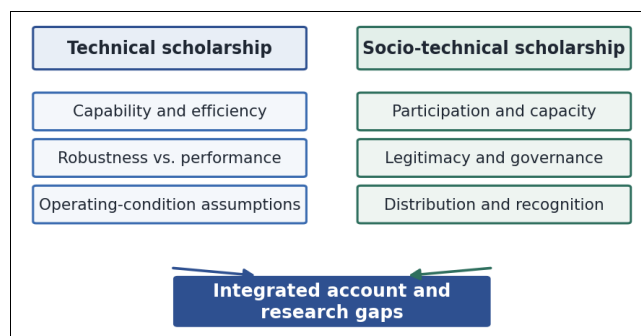 Technical scholarship
Socio-technical scholarship
Capability and efficiency
Participation and capacity
Robustness vs. performance
Legitimacy and governance
Operating-condition assumptions
Distribution and recognition
Integrated account and
research gaps